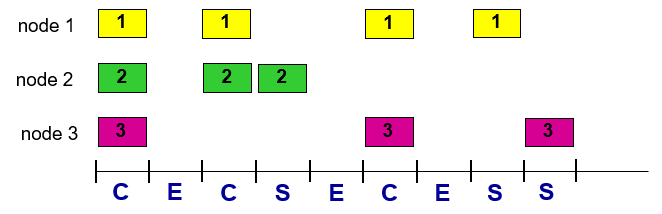 node 1 1 1 1 1
node 2 2 2 2
node 3 3 3 3
C E C S E C E S S